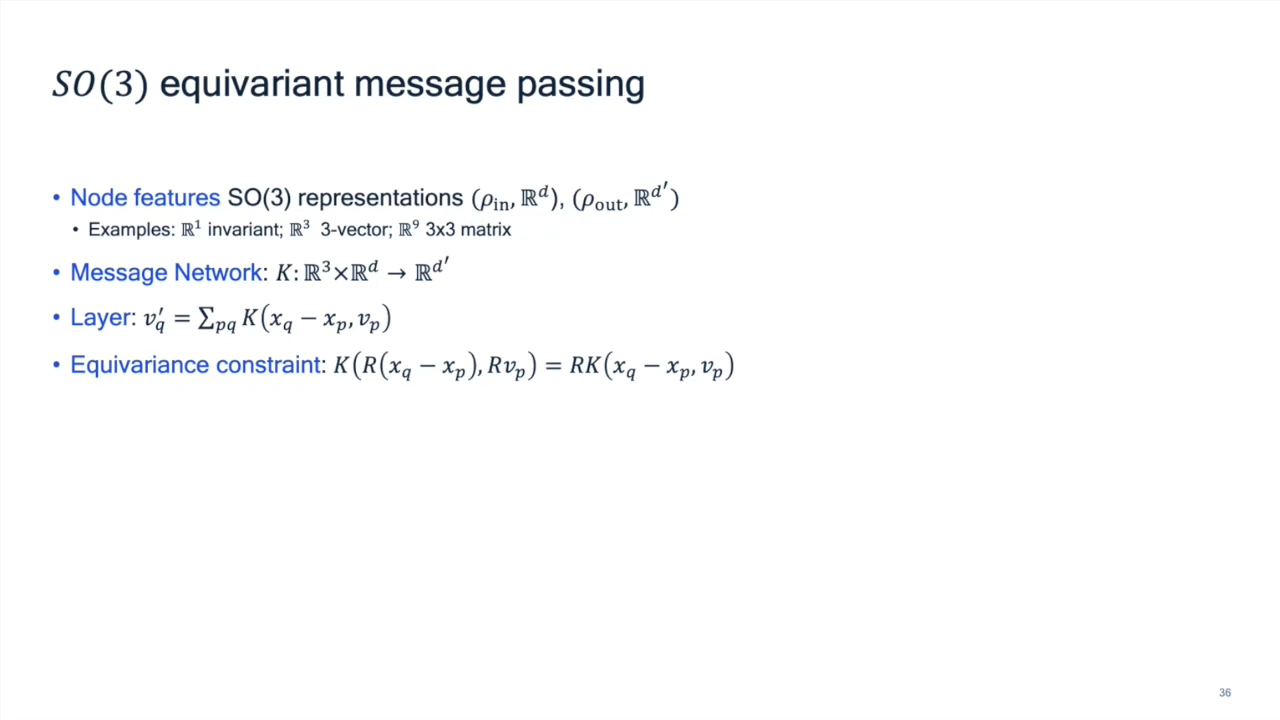 SO(3) equivariant message passing
• Node features SO(3) representations (ρ_in, ℝ^d), (ρ_out, ℝ^d′)
• Examples: ℝ¹ invariant; ℝ³ 3-vector; ℝ⁹ 3x3 matrix
• Message Network: K: ℝ³×ℝ^d → ℝ^d′
• Layer: v′_q = ∑_pq K(x_q − x_p, v_p)
• Equivariance constraint: K(R(x_q − x_p), Rv_p) = RK(x_q − x_p, v_p)
36